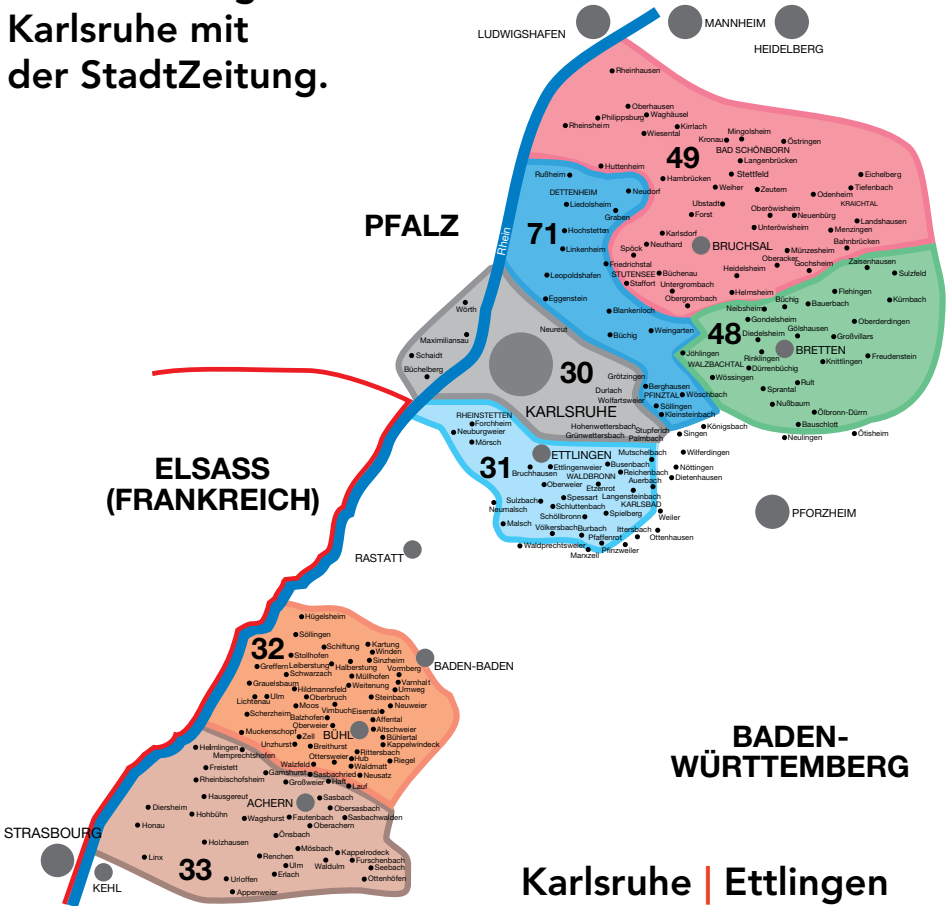 Karlsruhe mit
der StadtZeitung.
LUDWIGSHAFEN
MANNHEIM
HEIDELBERG
Rheinhausen
Oberhausen
Philippsburg
Waghäusel
Rheinsheim
Wiesental
Kirrlach
Kronau
Mingolsheim
Östringen
BAD SCHÖNBORN
49
Langenbrücken
Huttenheim
Rußheim
Hambrücken
Stettfeld
Eichelberg
Weiher
Zeutern
Tiefenbach
DETTENHEIM
Neudorf
Odenheim
KRAICHTAL
Liedolsheim
Ubstadt
Graben
Forst
Oberöwisheim
Neuenbürg
Landshausen
PFALZ
71
Hochstetten
Karlsdorf
Unteröwisheim
Menzingen
Rhein
Linkenheim
Spöck
Neuthard
BRUCHSAL
Bahnbrücken
Münzesheim
Friedrichstal
Oberacker
Gochsheim
Zaisenhausen
Leopoldshafen
STUTENSEE
Büchenau
Heidelsheim
Sulzfeld
Staffort
Untergrombach
Eggenstein
Obergrombach
Helmsheim
Büchig
Flehingen
Kürnbach
Wörth
Neibsheim
Bauerbach
Blankenloch
Gondelsheim
Neureut
Büchig
Weingarten
48
Diedelsheim
Gölshausen
Oberderdingen
Maximiliansau
Großvillars
Schaidt
Jöhlingen
BRETTEN
Rinklingen
Knittlingen
Freudenstein
Büchelberg
30
WALZBACHTAL
Dürrenbüchig
Grötzingen
Wössingen
Durlach
Berghausen
Rult
Wolfartsweier
PFINZTAL
Wöschbach
Sprantal
KARLSRUHE
Söllingen
Nußbaum
RHEINSTETTEN
Kleinsteinbach
Ölbronn-Dürrn
Forchheim
Hohenwettersbach
Stupferich
Königsbach
Bauschlott
Neuburgweier
Grünwettersbach
Palmbach
Singen
Neulingen
Ötisheim
Mörsch
31
ETTLINGEN
Mutschelbach
Wilferdingen
ELSASS
(FRANKREICH)
Bruchhausen
Ettlingenweier
Busenbach
Nöttingen
WALDBRONN
Reichenbach
Dietenhausen
Oberweier
Etzenrot
Auerbach
Sulzbach
Spessart
Langensteinbach
Neumalsch
Schluttenbach
KARLSBAD
PFORZHEIM
Schöllbronn
Spielberg
Weiler
Malsch
Völkersbach
Burbach
Ittersbach
Pfaffenrot
Ottenhausen
Waldprechtsweier
Pfinzweiler
Marxzell
RASTATT
Hügelsheim
Söllingen
32
Schiftung
Kartung
Winden
Stollhofen
Sinzheim
Greffern
Leiberstung
Halberstung
Vormberg
BADEN-BADEN
Schwarzach
Müllhofen
Grauelsbaum
Weitenung
Varnhalt
Hildmannsfeld
Umweg
Lichtenau
Ulm
Oberbruch
Steinbach
Moos
Vimbuch
Eisental
Neuweier
Scherzheim
Balzhofen
Affental
Oberweier
Altschweier
Muckenschopf
Zell
BÜHL
Bühlertal
Unzhurst
Breithurst
Kappelwindeck
BADEN-
WÜRTTEMBERG
Helmlingen
Memprechtshofen
Rittersbach
Ottersweier
Hub
Riegel
Freistett
Walzfeld
Waldmatt
Gamshurst
Sasbachried
Neusatz
Rheinbischofsheim
Großweier
Haft
Lauf
Hausgereut
Sasbach
Diersheim
ACHERN
Obersasbach
Hohbühn
Wagshurst
Fautenbach
Sasbachwalden
Honau
Oberachern
STRASBOURG
Önsbach
Holzhausen
Mösbach
Kappelrodeck
Linx
Renchen
Furschenbach
33
Ulm
Waldulm
Seebach
KEHL
Erlach
Urloffen
Ottenhöfen
Appenweier
Karlsruhe | Ettlingen